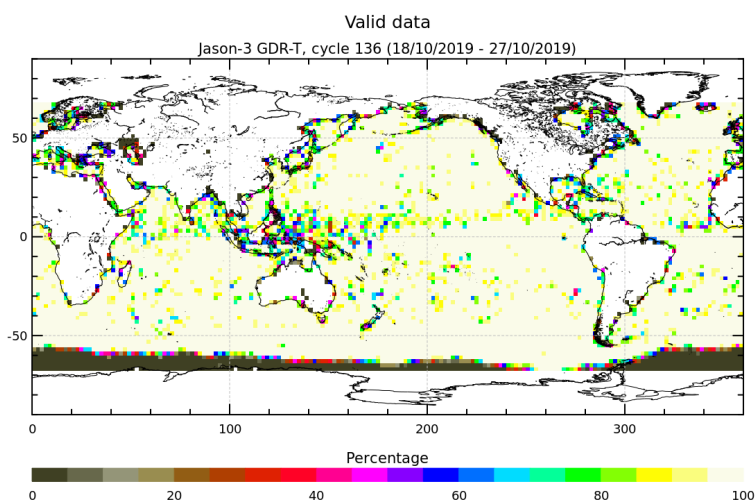 Valid data
Jason-3 GDR-T, cycle 136 (18/10/2019 - 27/10/2019)
50
0
-50
0 100 200 300
Percentage
0 20 40 60 80 100